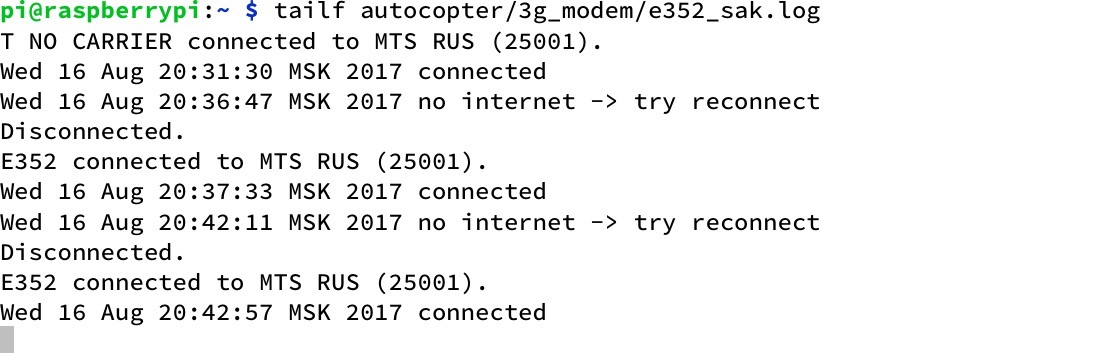 pi@raspberrypi:~ $ tailf autocopter/3g_modem/e352_sak.log
T NO CARRIER connected to MTS RUS (25001).
Wed 16 Aug 20:31:30 MSK 2017 connected
Wed 16 Aug 20:36:47 MSK 2017 no internet -> try reconnect
Disconnected.
E352 connected to MTS RUS (25001).
Wed 16 Aug 20:37:33 MSK 2017 connected
Wed 16 Aug 20:42:11 MSK 2017 no internet -> try reconnect
Disconnected.
E352 connected to MTS RUS (25001).
Wed 16 Aug 20:42:57 MSK 2017 connected